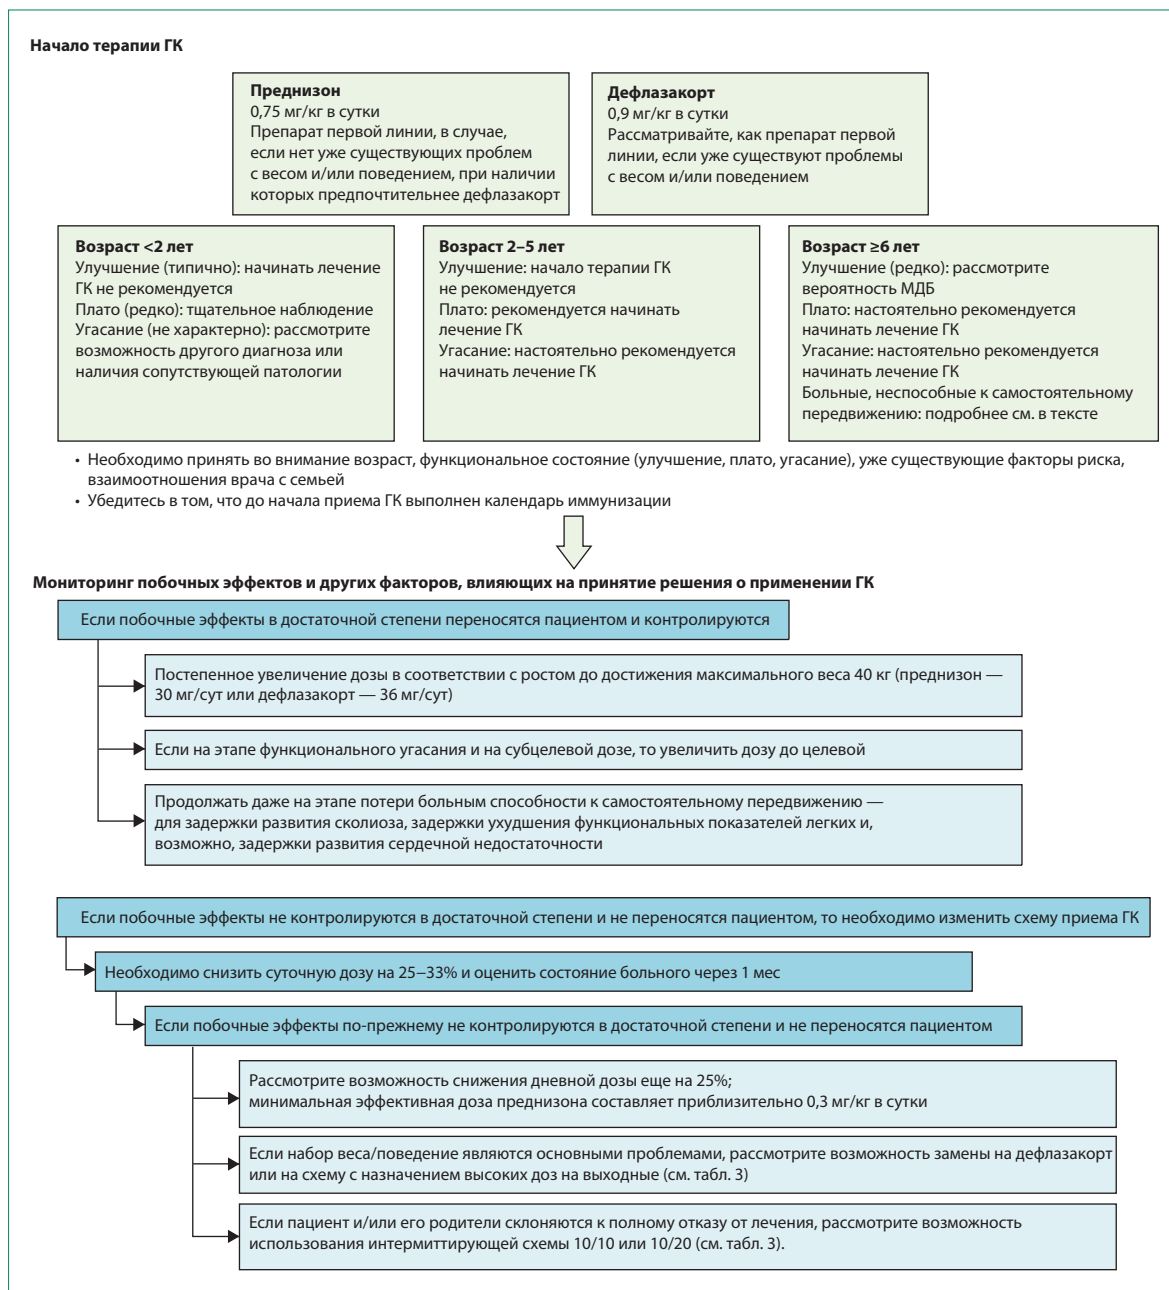 Начало терапии ГК
Преднизон
0,75 мг/кг в сутки
Препарат первой линии, в случае,
если нет уже существующих проблем
с весом и/или поведением, при наличии
которых предпочтительнее дефлазакорт
Дефлазакорт
0,9 мг/кг в сутки
Рассматривайте, как препарат первой
линии, если уже существуют проблемы
с весом и/или поведением
Возраст <2 лет
Улучшение (типично): начинать лечение
ГК не рекомендуется
Плато (редко): тщательное наблюдение
Угасание (не характерно): рассмотрите
возможность другого диагноза или
наличия сопутствующей патологии
Возраст 2–5 лет
Улучшение: начало терапии ГК
не рекомендуется
Плато: рекомендуется начинать
лечение ГК
Угасание: настоятельно рекомендуется
начинать лечение ГК
Возраст ≥6 лет
Улучшение (редко): рассмотрите
вероятность МДБ
Плато: настоятельно рекомендуется
начинать лечение ГК
Угасание: настоятельно рекомендуется
начинать лечение ГК
Больные, неспособные к самостоятельному
передвижению: подробнее см. в тексте
• Необходимо принять во внимание возраст, функциональное состояние (улучшение, плато, угасание), уже существующие факторы риска,
взаимоотношения врача с семьей
• Убедитесь в том, что до начала приема ГК выполнен календарь иммунизации
Мониторинг побочных эффектов и других факторов, влияющих на принятие решения о применении ГК
Если побочные эффекты в достаточной степени переносятся пациентом и контролируются
Постепенное увеличение дозы в соответствии с ростом до достижения максимального веса 40 кг (преднизон —
30 мг/сут или дефлазакорт — 36 мг/сут)
Если на этапе функционального угасания и на субцелевой дозе, то увеличить дозу до целевой
Продолжать даже на этапе потери больным способности к самостоятельному передвижению —
для задержки развития сколиоза, задержки ухудшения функциональных показателей легких и,
возможно, задержки развития сердечной недостаточности
Если побочные эффекты не контролируются в достаточной степени и не переносятся пациентом, то необходимо изменить схему приема ГК
Необходимо снизить суточную дозу на 25–33% и оценить состояние больного через 1 мес
Если побочные эффекты по-прежнему не контролируются в достаточной степени и не переносятся пациентом
Рассмотрите возможность снижения дневной дозы еще на 25%;
минимальная эффективная доза преднизона составляет приблизительно 0,3 мг/кг в сутки
Если набор веса/поведение являются основными проблемами, рассмотрите возможность замены на дефлазакорт
или на схему с назначением высоких доз на выходные (см. табл. 3)
Если пациент и/или его родители склоняются к полному отказу от лечения, рассмотрите возможность
использования интермиттирующей схемы 10/10 или 10/20 (см. табл. 3).